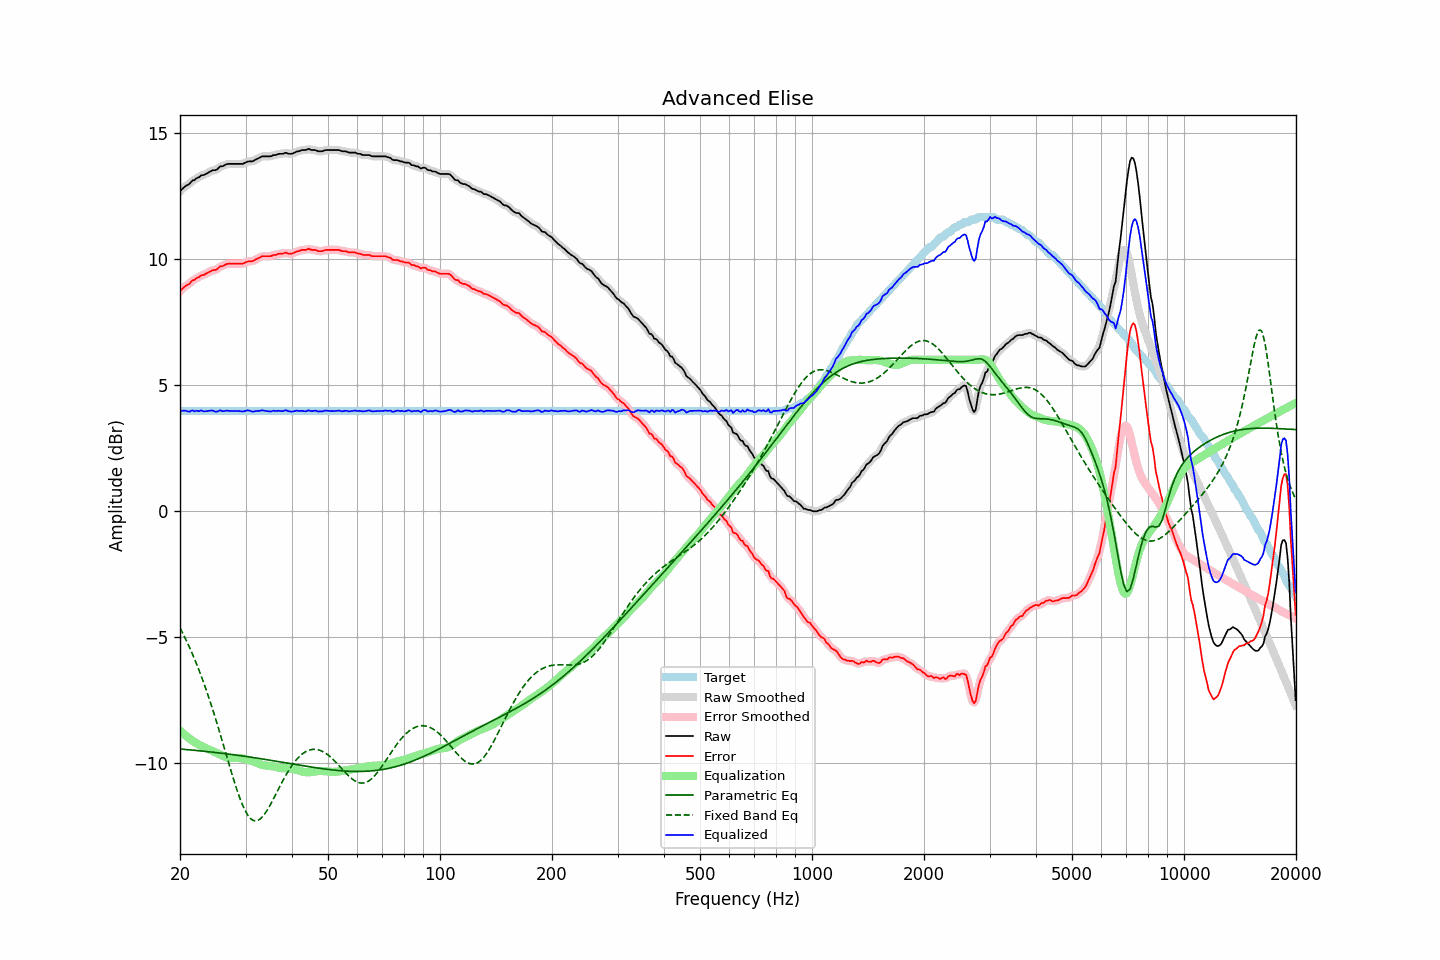 Advanced Elise
15
10
5
0
−5
−10
Amplitude (dBr)
Target
Raw Smoothed
Error Smoothed
Raw
Error
Equalization
Parametric Eq
Fixed Band Eq
Equalized
20 50 100 200 500 1000 2000 5000 10000 20000
Frequency (Hz)